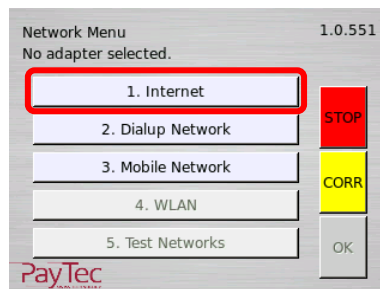 Network Menu
1.0.551
No adapter selected.
1. Internet
2. Dialup Network
3. Mobile Network
4. WLAN
5. Test Networks
STOP
CORR
OK
PayTec